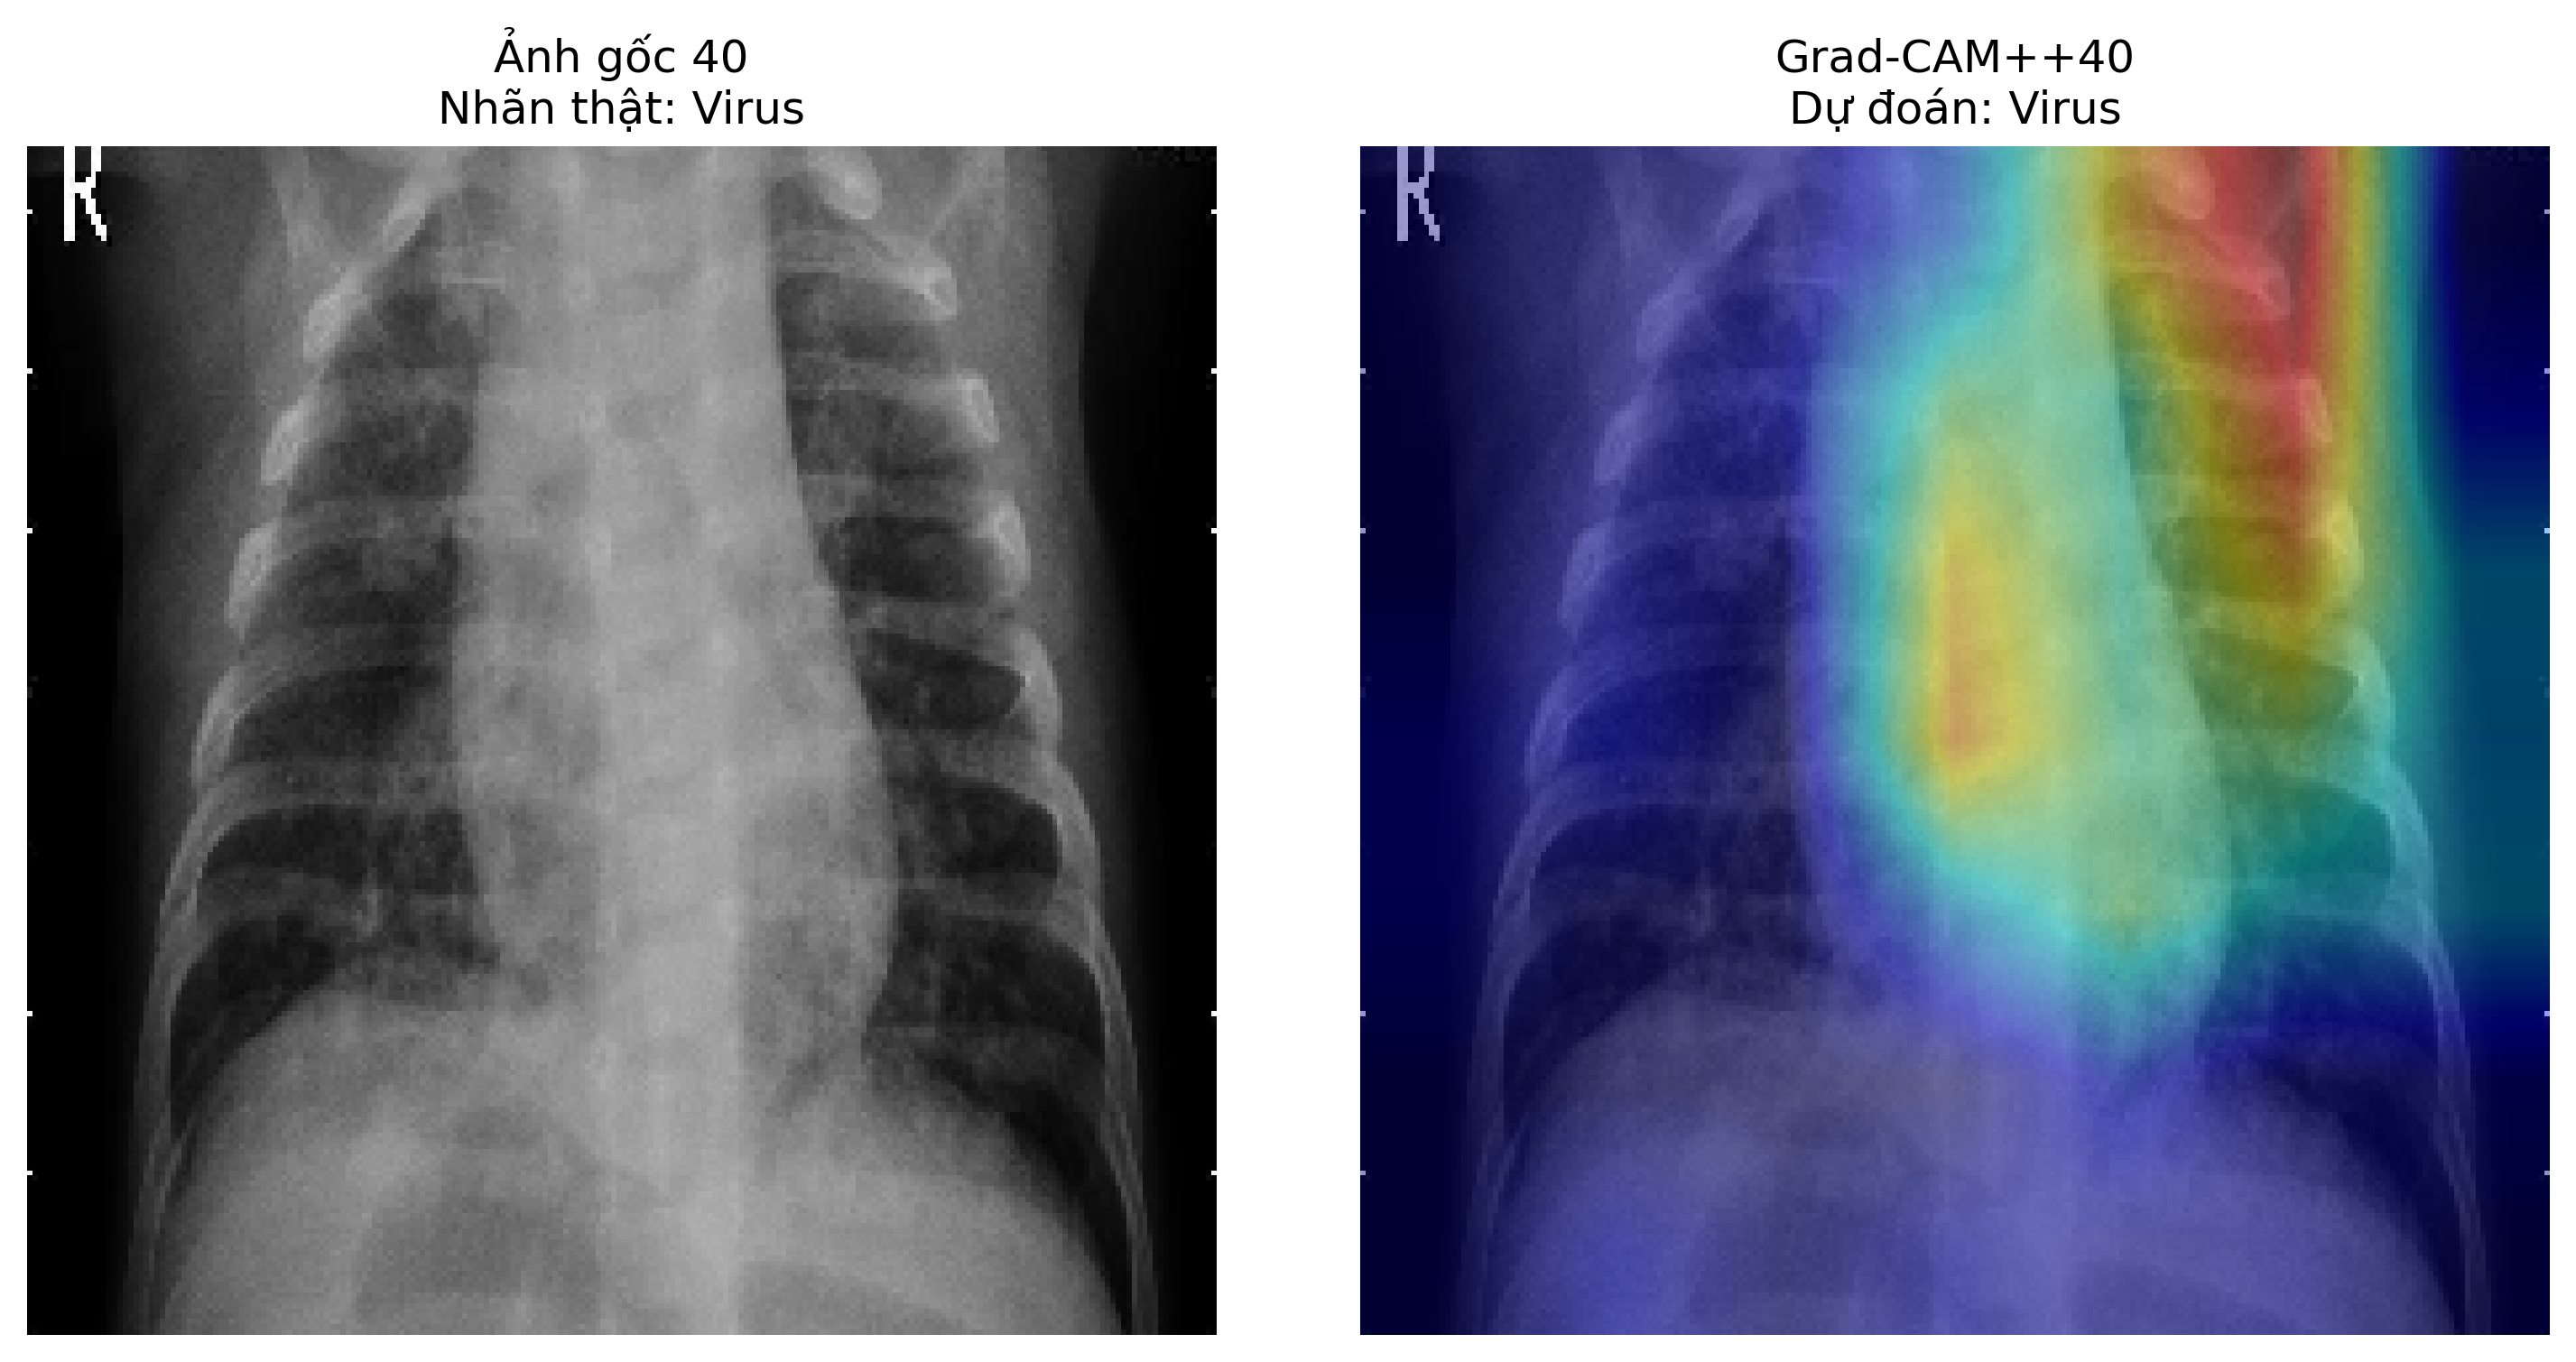 Ảnh gốc 40
Nhãn thật: Virus
Grad-CAM++40
Dự đoán: Virus
R